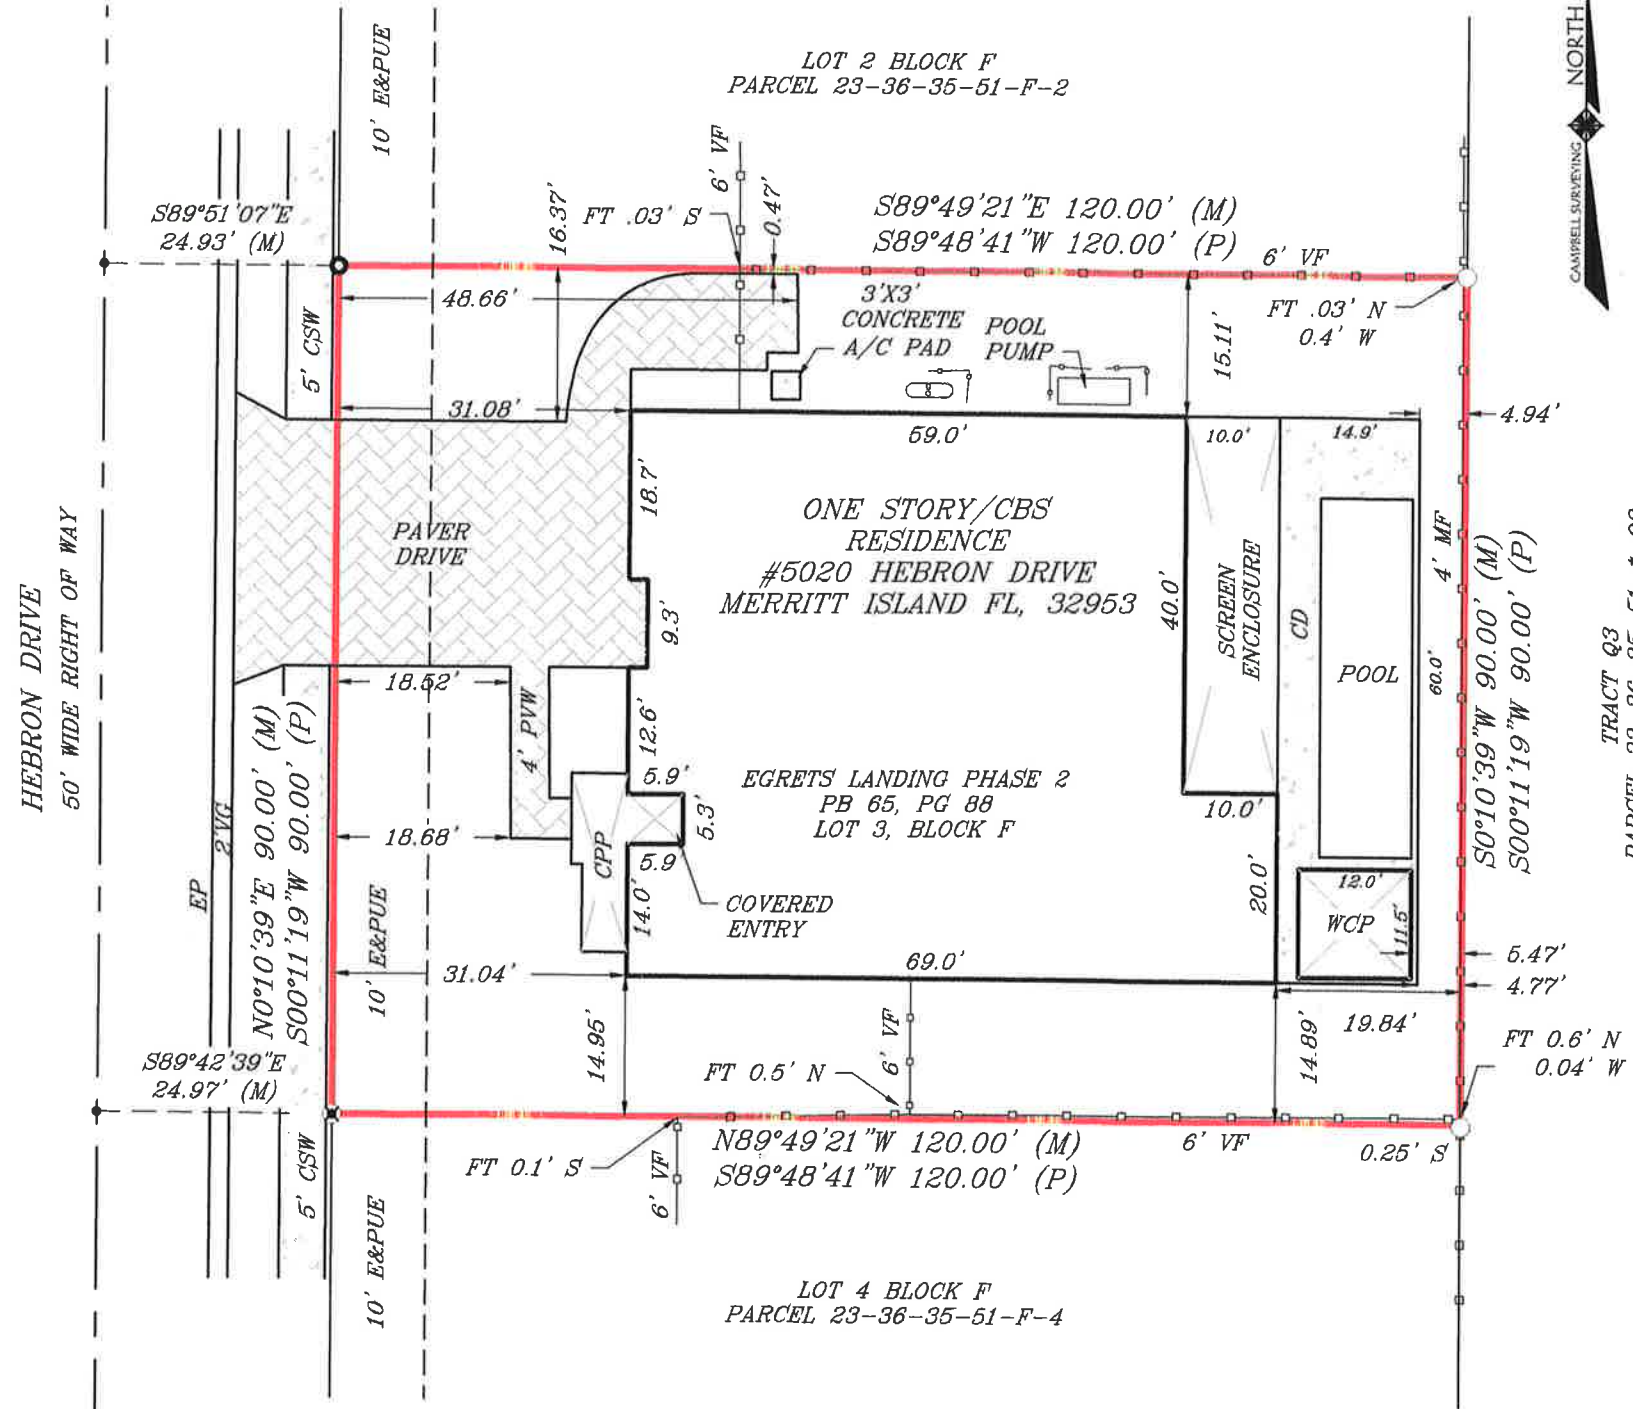 LOT 2 BLOCK F
PARCEL 23-36-35-51-F-2
NORTH
CAMPBELL SURVEYING
10' E&PUE
6' VF
S89°51'07"E
24.93' (M)
16.37'
FT .03' S
0.47'
S89°49'21"E 120.00' (M)
S89°48'41"W 120.00' (P)
6' VF
48.66'
3'X3'
CONCRETE
A/C PAD
POOL
PUMP
15.11'
FT .03' N
0.4' W
5' CSW
31.08'
59.0'
10.0'
14.9'
4.94'
18.7'
PAVER
DRIVE
ONE STORY/CBS
RESIDENCE
#5020 HEBRON DRIVE
MERRITT ISLAND FL, 32953
40.0'
SCREEN
ENCLOSURE
CD
POOL
4' MF
60.0'
S0°10'39"W 90.00' (M)
S00°11'19"W 90.00' (P)
TRACT Q3
HEBRON DRIVE
50' WIDE RIGHT OF WAY
9.3'
18.52'
4' PVW
12.6'
5.9'
5.3'
5.9'
EGRETS LANDING PHASE 2
PB 65, PG 88
LOT 3, BLOCK F
10.0'
2'VG
EP
N0°10'39"E 90.00' (M)
S00°11'19"W 90.00' (P)
18.68'
CPP
14.0'
COVERED
ENTRY
20.0'
12.0'
WCP
11.5'
5.47'
4.77'
10' E&PUE
31.04'
69.0'
19.84'
14.95'
6' VF
14.89'
FT 0.6' N
0.04' W
S89°42'39"E
24.97' (M)
FT 0.5' N
5' CSW
FT 0.1' S
6' VF
N89°49'21"W 120.00' (M)
S89°48'41"W 120.00' (P)
6' VF
0.25' S
10' E&PUE
LOT 4 BLOCK F
PARCEL 23-36-35-51-F-4